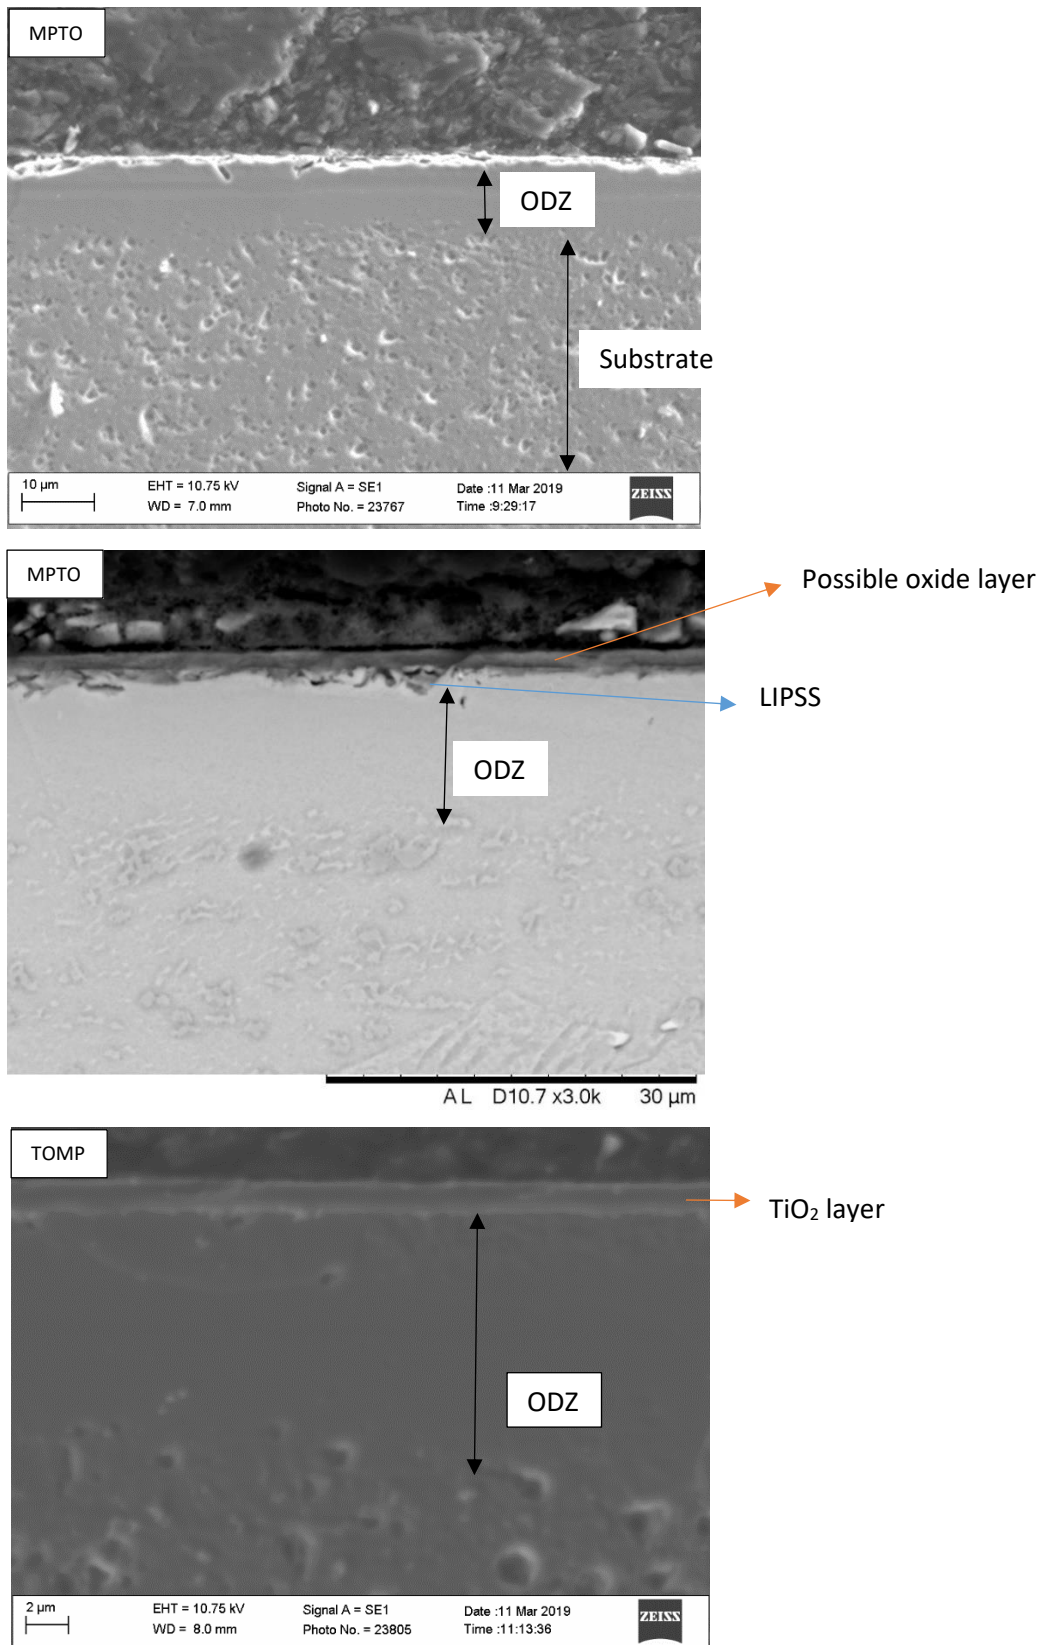 MPTO
ODZ
Substrate
10 µm
EHT = 10.75 kV
WD = 7.0 mm
Signal A = SE1
Photo No. = 23767
Date :11 Mar 2019
Time :9:29:17
ZEISS
MPTO
Possible oxide layer
LIPSS
ODZ
A L D10.7 x3.0k 30 µm
TOMP
TiO₂ layer
ODZ
2 µm
EHT = 10.75 kV
WD = 8.0 mm
Signal A = SE1
Photo No. = 23805
Date :11 Mar 2019
Time :11:13:36
ZEISS